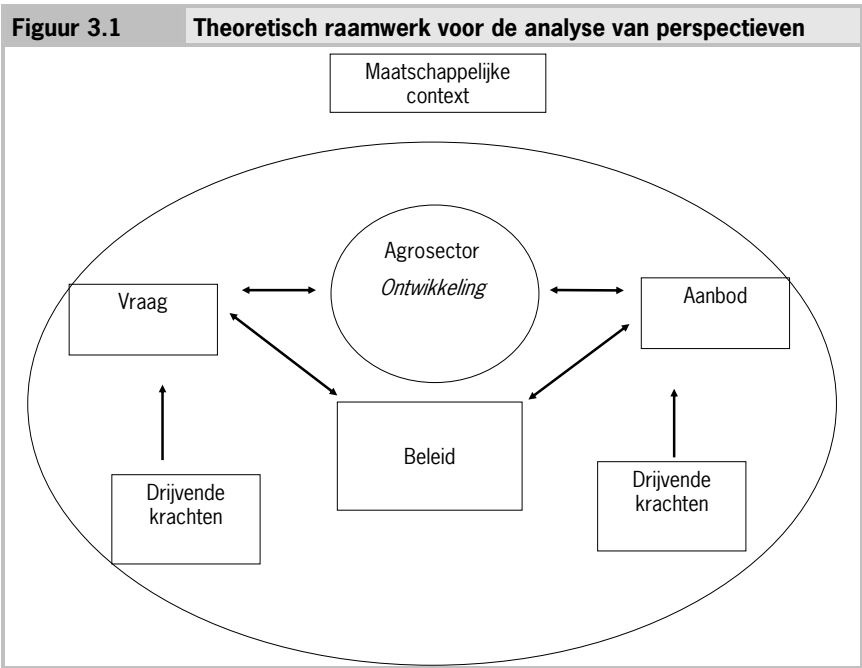 Figuur 3.1 Theoretisch raamwerk voor de analyse van perspectieven
Maatschappelijke
context
Agrosector
Ontwikkeling
Vraag
Aanbod
Beleid
Drijvende
krachten
Drijvende
krachten